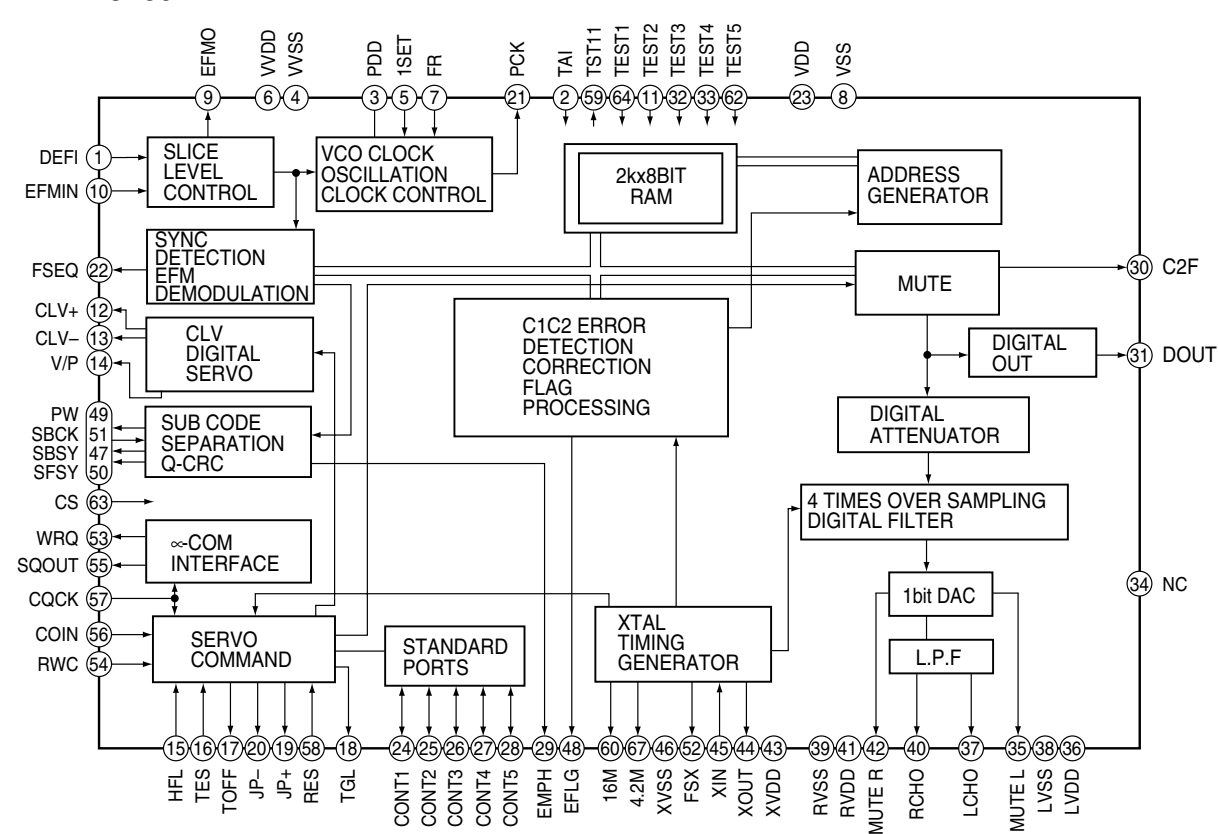 EFMO
VVDD
VVSS
PDD
1SET
FR
PCK
TAI
TST11
TEST1
TEST2
TEST3
TEST4
TEST5
VDD
VSS
9
6
4
3
5
7
21
2
59
64
11
32
33
62
23
8
DEFI
1
EFMIN
10
SLICE
LEVEL
CONTROL
VCO CLOCK
OSCILLATION
CLOCK CONTROL
2kx8BIT
RAM
ADDRESS
GENERATOR
FSEQ
22
SYNC
DETECTION
EFM
DEMODULATION
MUTE
30
C2F
CLV+
12
CLV–
13
V/P
14
CLV
DIGITAL
SERVO
C1C2 ERROR
DETECTION
CORRECTION
FLAG
PROCESSING
DIGITAL
OUT
31
DOUT
PW
49
SBCK
51
SBSY
47
SFSY
50
SUB CODE
SEPARATION
Q-CRC
DIGITAL
ATTENUATOR
CS
63
4 TIMES OVER SAMPLING
DIGITAL FILTER
WRQ
53
SQOUT
55
∝-COM
INTERFACE
CQCK
57
1bit DAC
34
NC
COIN
56
RWC
54
SERVO
COMMAND
STANDARD
PORTS
XTAL
TIMING
GENERATOR
L.P.F
15
16
17
20
19
58
18
24
25
26
27
28
29
48
60
67
46
52
45
44
43
39
41
42
40
37
35
38
36
HFL
TES
TOFF
JP–
JP+
RES
TGL
CONT1
CONT2
CONT3
CONT4
CONT5
EMPH
EFLG
16M
4.2M
XVSS
FSX
XIN
XOUT
XVDD
RVSS
RVDD
MUTE R
RCHO
LCHO
MUTE L
LVSS
LVDD